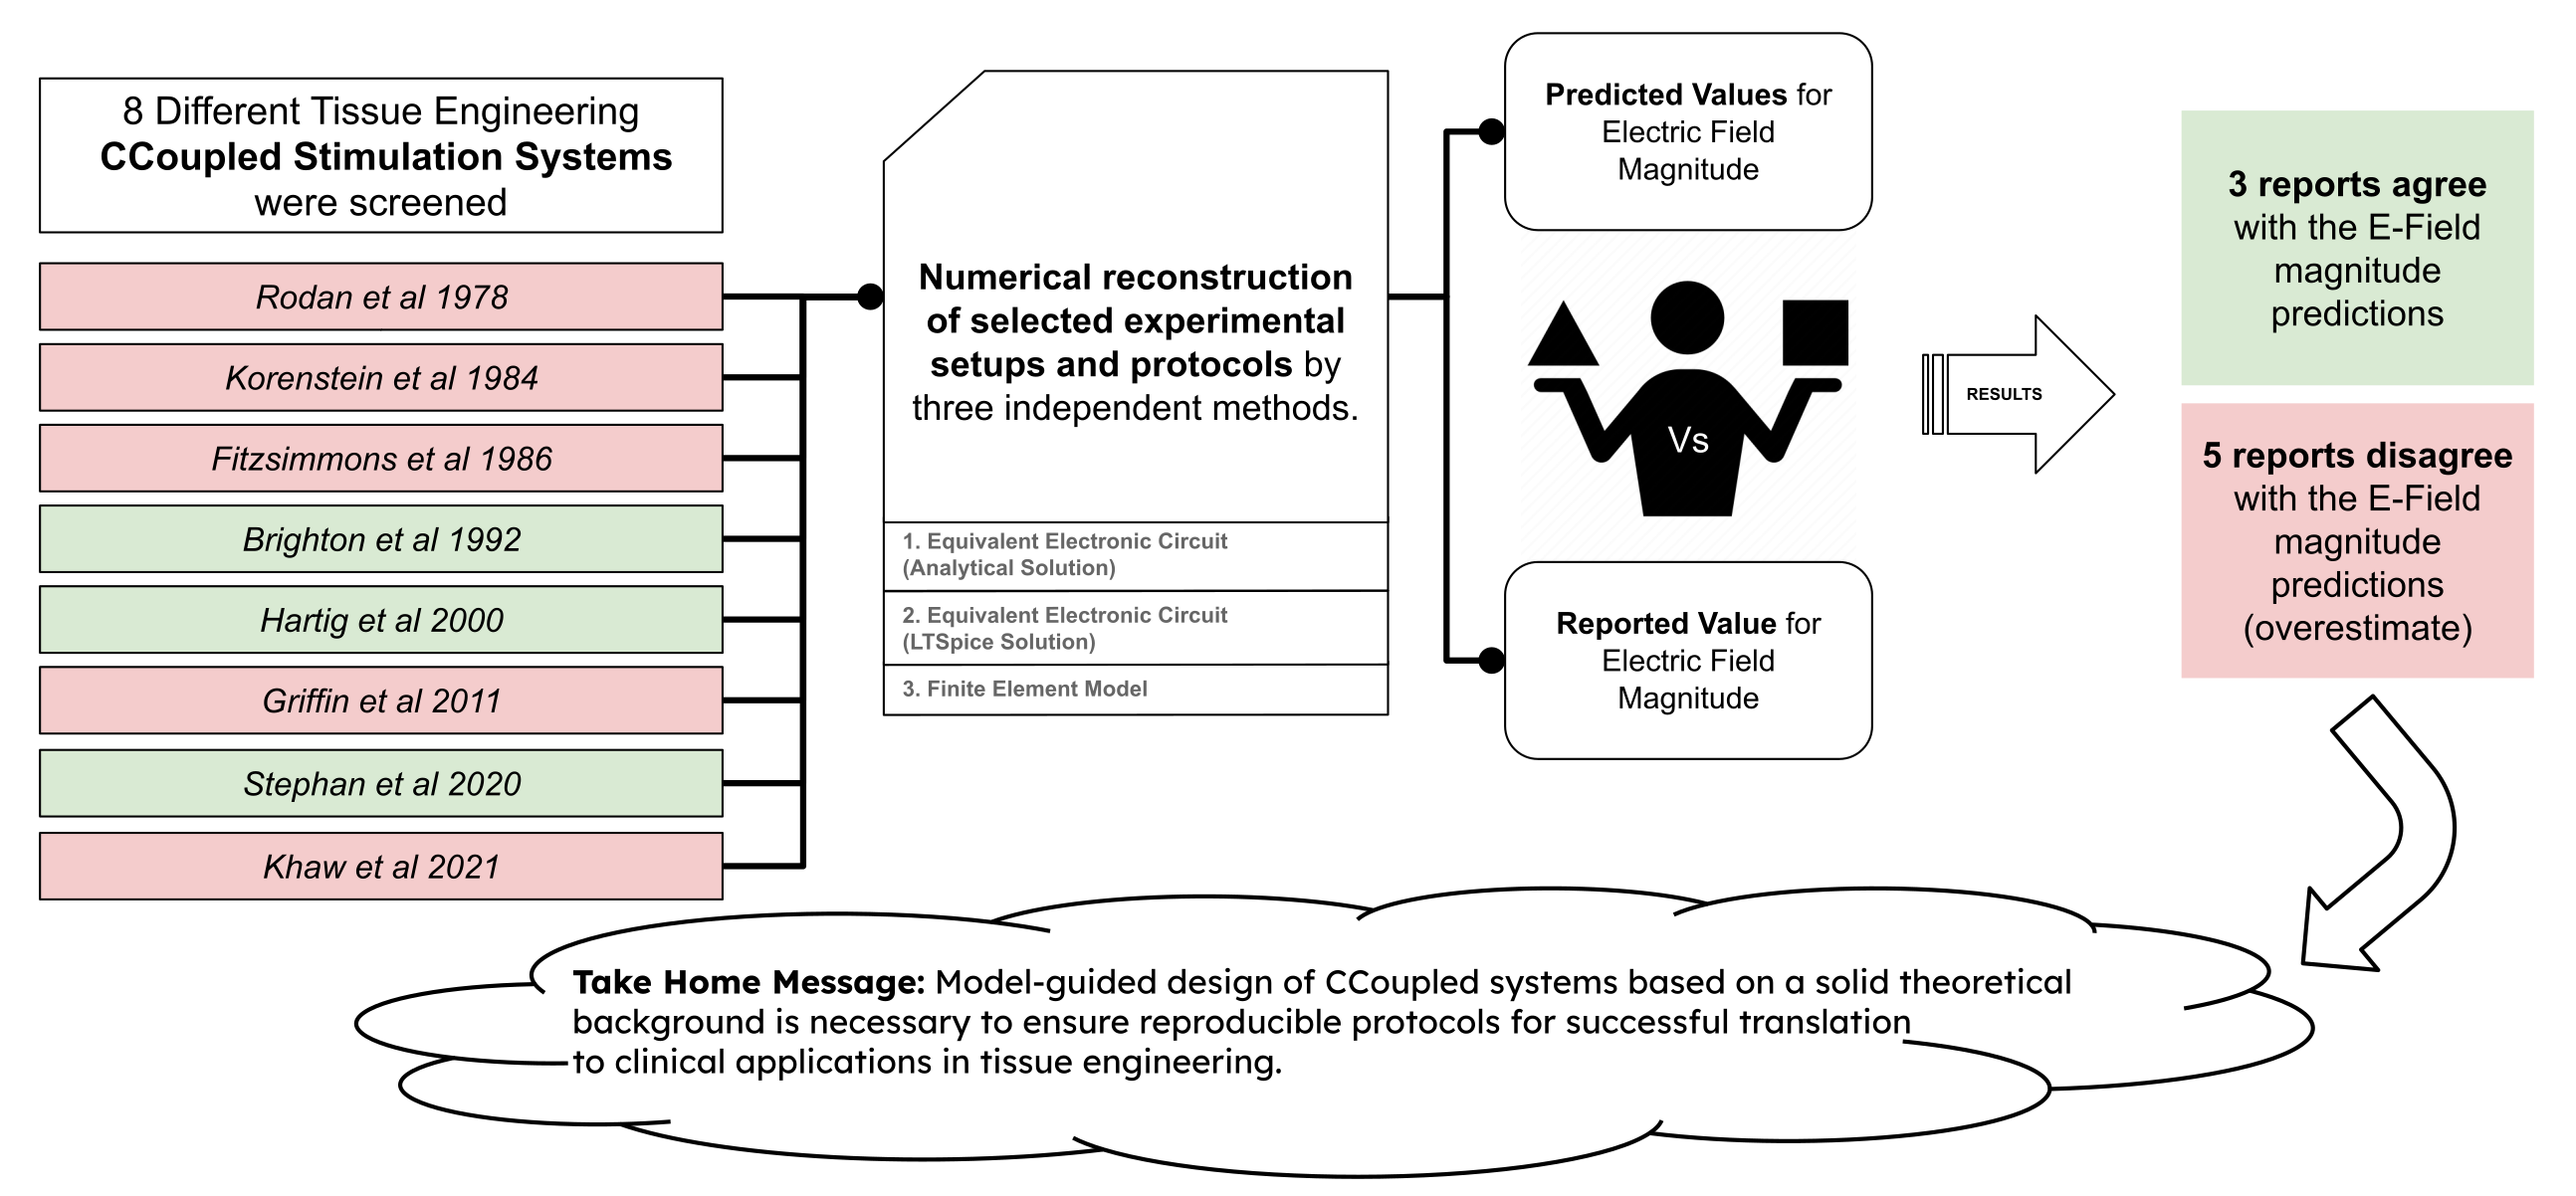 8 Different Tissue Engineering
CCoupled Stimulation Systems
were screened
Rodan et al 1978
Korenstein et al 1984
Fitzsimmons et al 1986
Brighton et al 1992
Hartig et al 2000
Griffin et al 2011
Stephan et al 2020
Khaw et al 2021
Numerical reconstruction
of selected experimental
setups and protocols by
three independent methods.
1. Equivalent Electronic Circuit
(Analytical Solution)
2. Equivalent Electronic Circuit
(LTSpice Solution)
3. Finite Element Model
Predicted Values for
Electric Field
Magnitude
Vs
Reported Value for
Electric Field
Magnitude
RESULTS
3 reports agree
with the E-Field
magnitude
predictions
5 reports disagree
with the E-Field
magnitude
predictions
(overestimate)
Take Home Message: Model-guided design of CCoupled systems based on a solid theoretical
background is necessary to ensure reproducible protocols for successful translation
to clinical applications in tissue engineering.